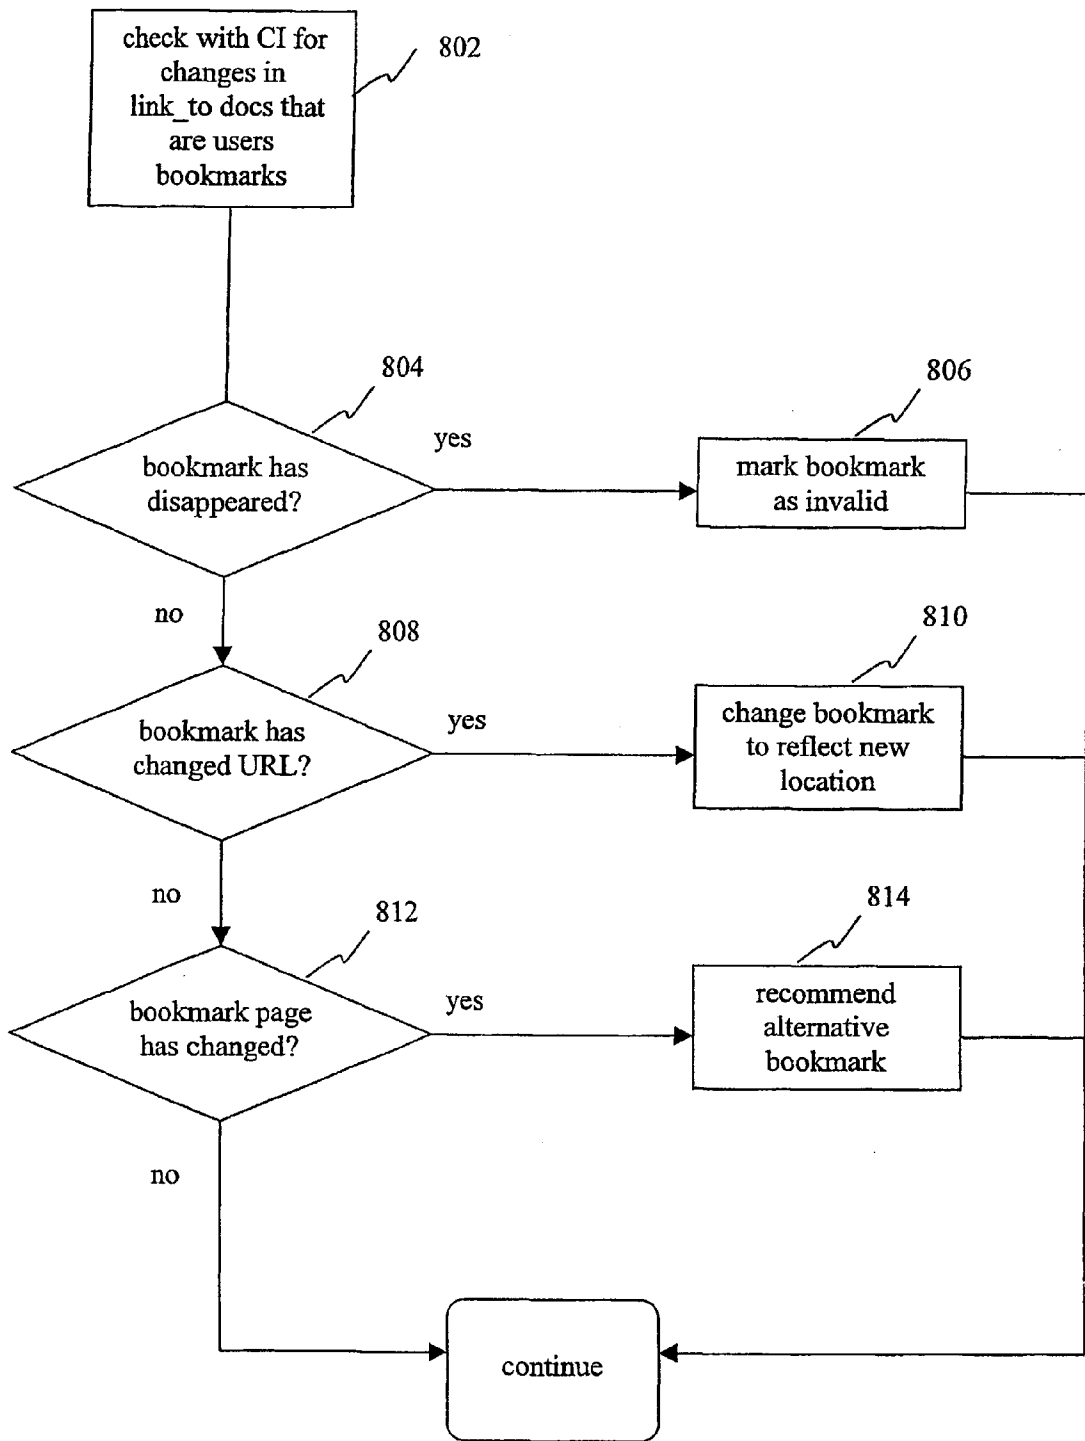 check with CI for
changes in
link_to docs that
are users
bookmarks
802
804
bookmark has
disappeared?
yes
806
mark bookmark
as invalid
no
808
bookmark has
changed URL?
yes
810
change bookmark
to reflect new
location
no
812
bookmark page
has changed?
yes
814
recommend
alternative
bookmark
no
continue